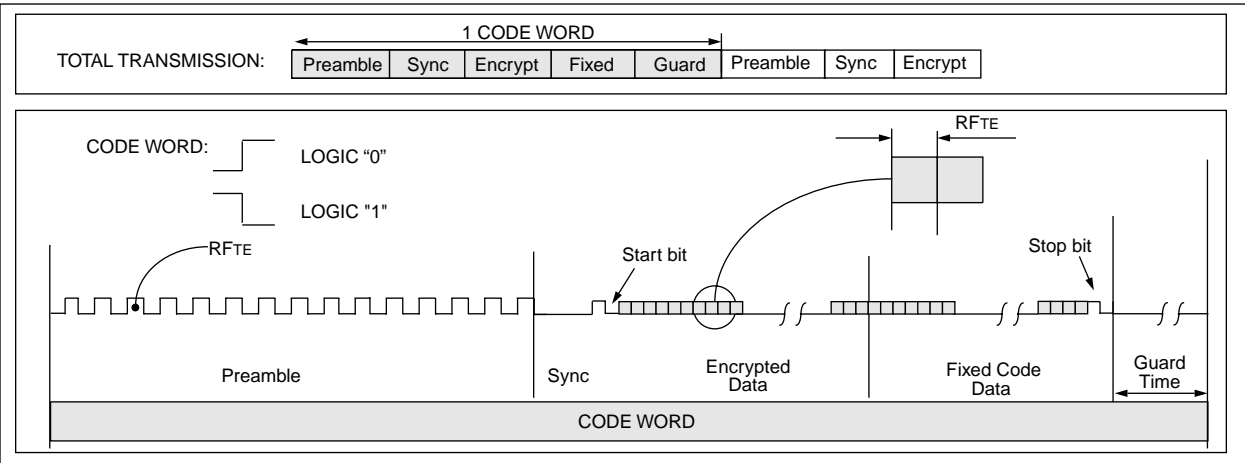 1 CODE WORD
TOTAL TRANSMISSION: Preamble Sync Encrypt Fixed Guard Preamble Sync Encrypt
RFTE
CODE WORD:
LOGIC “0”
LOGIC "1"
RFTE
Start bit
Stop bit
Preamble
Sync
Encrypted
Data
Fixed Code
Data
Guard
Time
CODE WORD